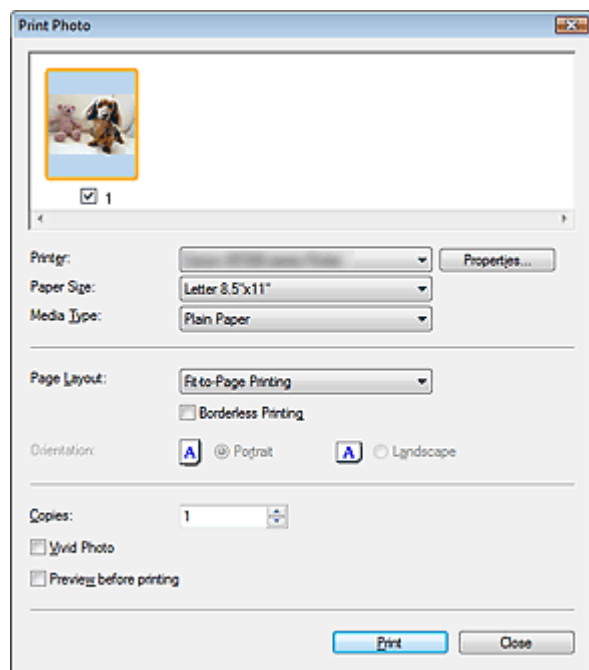 Print Photo
1
Printer:
Properties...
Paper Size: Letter 8.5"x11"
Media Type: Plain Paper
Page Layout: Fit-to-Page Printing
Borderless Printing
Orientation: A Portrait A Landscape
Copies: 1
Vivid Photo
Preview before printing
Print Close